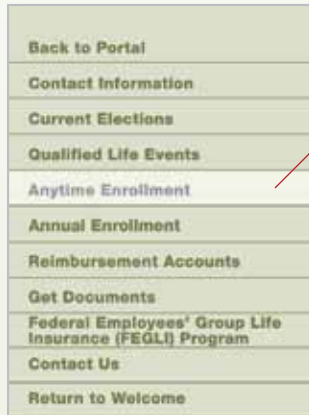 Back to Portal
Contact Information
Current Elections
Qualified Life Events
Anytime Enrollment
Annual Enrollment
Reimbursement Accounts
Get Documents
Federal Employees' Group Life
Insurance (FEGLI) Program
Contact Us
Return to Welcome